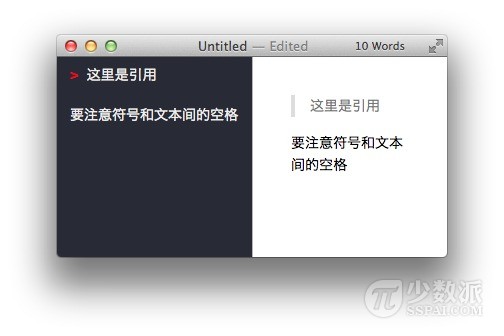 Untitled — Edited
10 Words
> 这里是引用
要注意符号和文本间的空格
这里是引用
要注意符号和文本
间的空格
π 少数派
SSPAI.COM